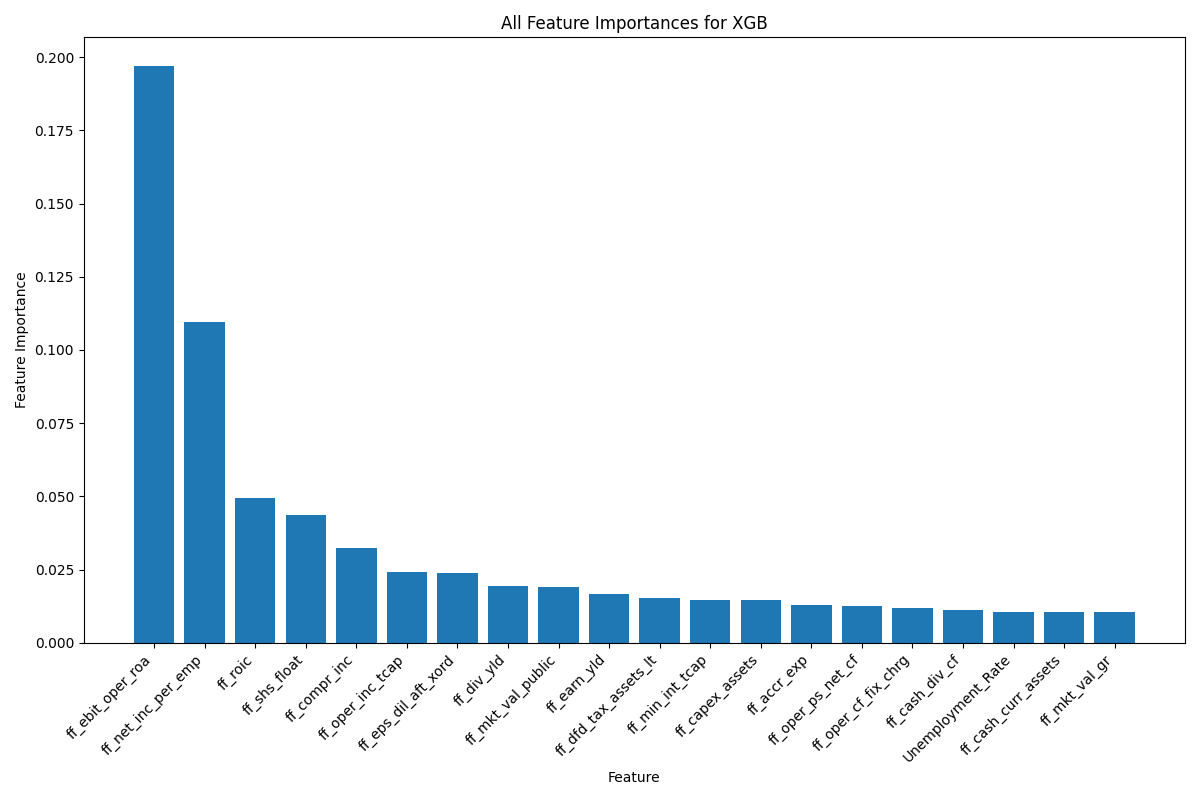 All Feature Importances for XGB
Feature Importance
0.200
0.175
0.150
0.125
0.100
0.075
0.050
0.025
0.000
ff_ebit_oper_roa
ff_net_inc_per_emp
ff_roic
ff_shs_float
ff_compr_inc
ff_oper_inc_tcap
ff_eps_dil_aft_xord
ff_div_yld
ff_mkt_val_public
ff_earn_yld
ff_dfd_tax_assets_lt
ff_min_int_tcap
ff_capex_assets
ff_accr_exp
ff_oper_ps_net_cf
ff_oper_cf_fix_chrg
ff_cash_div_cf
Unemployment_Rate
ff_cash_curr_assets
ff_mkt_val_gr
Feature